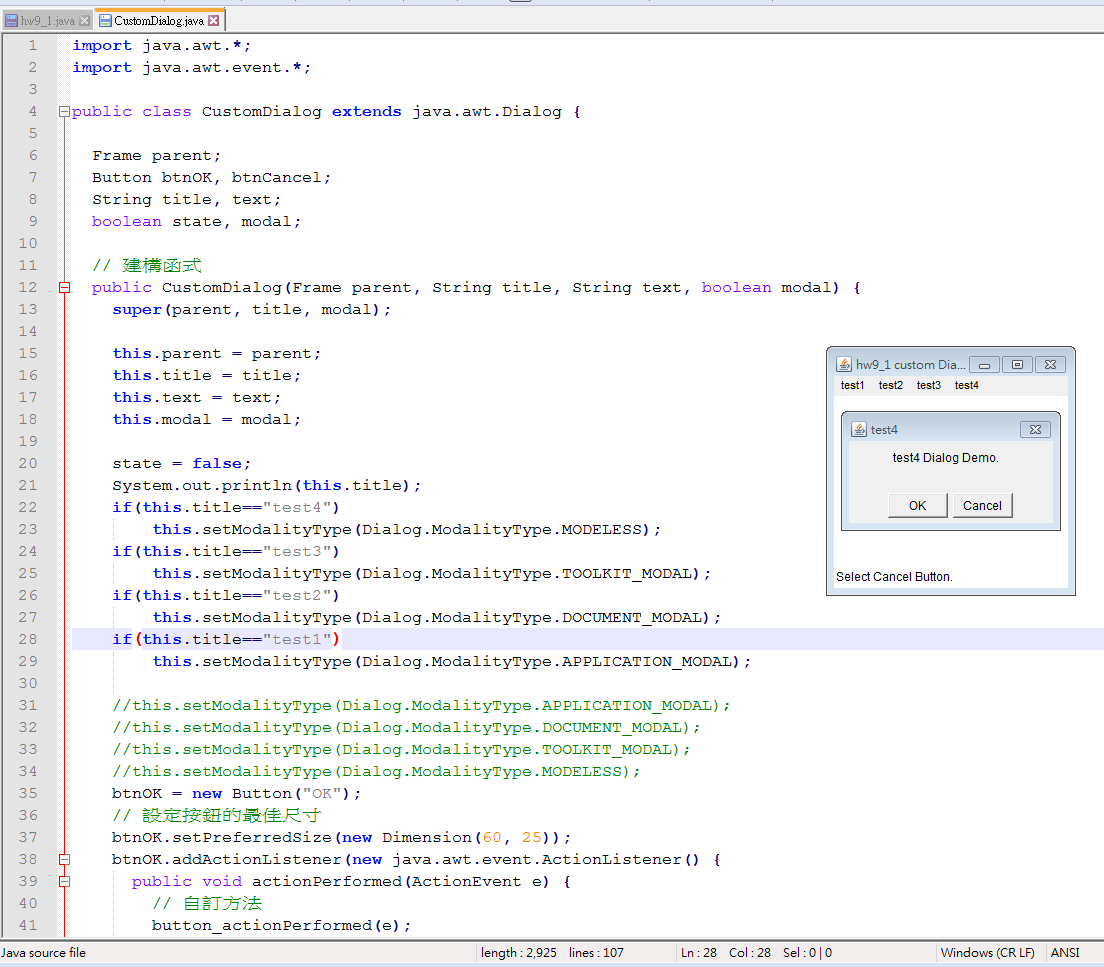 hw9_1.java CustomDialog.java
1 import java.awt.*;
2 import java.awt.event.*;
3
4 public class CustomDialog extends java.awt.Dialog {
5
6 Frame parent;
7 Button btnOK, btnCancel;
8 String title, text;
9 boolean state, modal;
10
11 // 建構函式
12 public CustomDialog(Frame parent, String title, String text, boolean modal) {
13 super(parent, title, modal);
14
15 this.parent = parent;
16 this.title = title;
17 this.text = text;
18 this.modal = modal;
19
20 state = false;
21 System.out.println(this.title);
22 if(this.title=="test4")
23 this.setModalityType(Dialog.ModalityType.MODELESS);
24 if(this.title=="test3")
25 this.setModalityType(Dialog.ModalityType.TOOLKIT_MODAL);
26 if(this.title=="test2")
27 this.setModalityType(Dialog.ModalityType.DOCUMENT_MODAL);
28 if(this.title=="test1")
29 this.setModalityType(Dialog.ModalityType.APPLICATION_MODAL);
30
31 //this.setModalityType(Dialog.ModalityType.APPLICATION_MODAL);
32 //this.setModalityType(Dialog.ModalityType.DOCUMENT_MODAL);
33 //this.setModalityType(Dialog.ModalityType.TOOLKIT_MODAL);
34 //this.setModalityType(Dialog.ModalityType.MODELESS);
35 btnOK = new Button("OK");
36 // 設定按鈕的最佳尺寸
37 btnOK.setPreferredSize(new Dimension(60, 25));
38 btnOK.addActionListener(new java.awt.event.ActionListener() {
39 public void actionPerformed(ActionEvent e) {
40 // 自訂方法
41 button_actionPerformed(e);
hw9_1 custom Dia...
test1 test2 test3 test4
test4
test4 Dialog Demo.
OK Cancel
Select Cancel Button.
Java source file length : 2,925 lines : 107 Ln : 28 Col : 28 Sel : 0 | 0 Windows (CR LF) ANSI